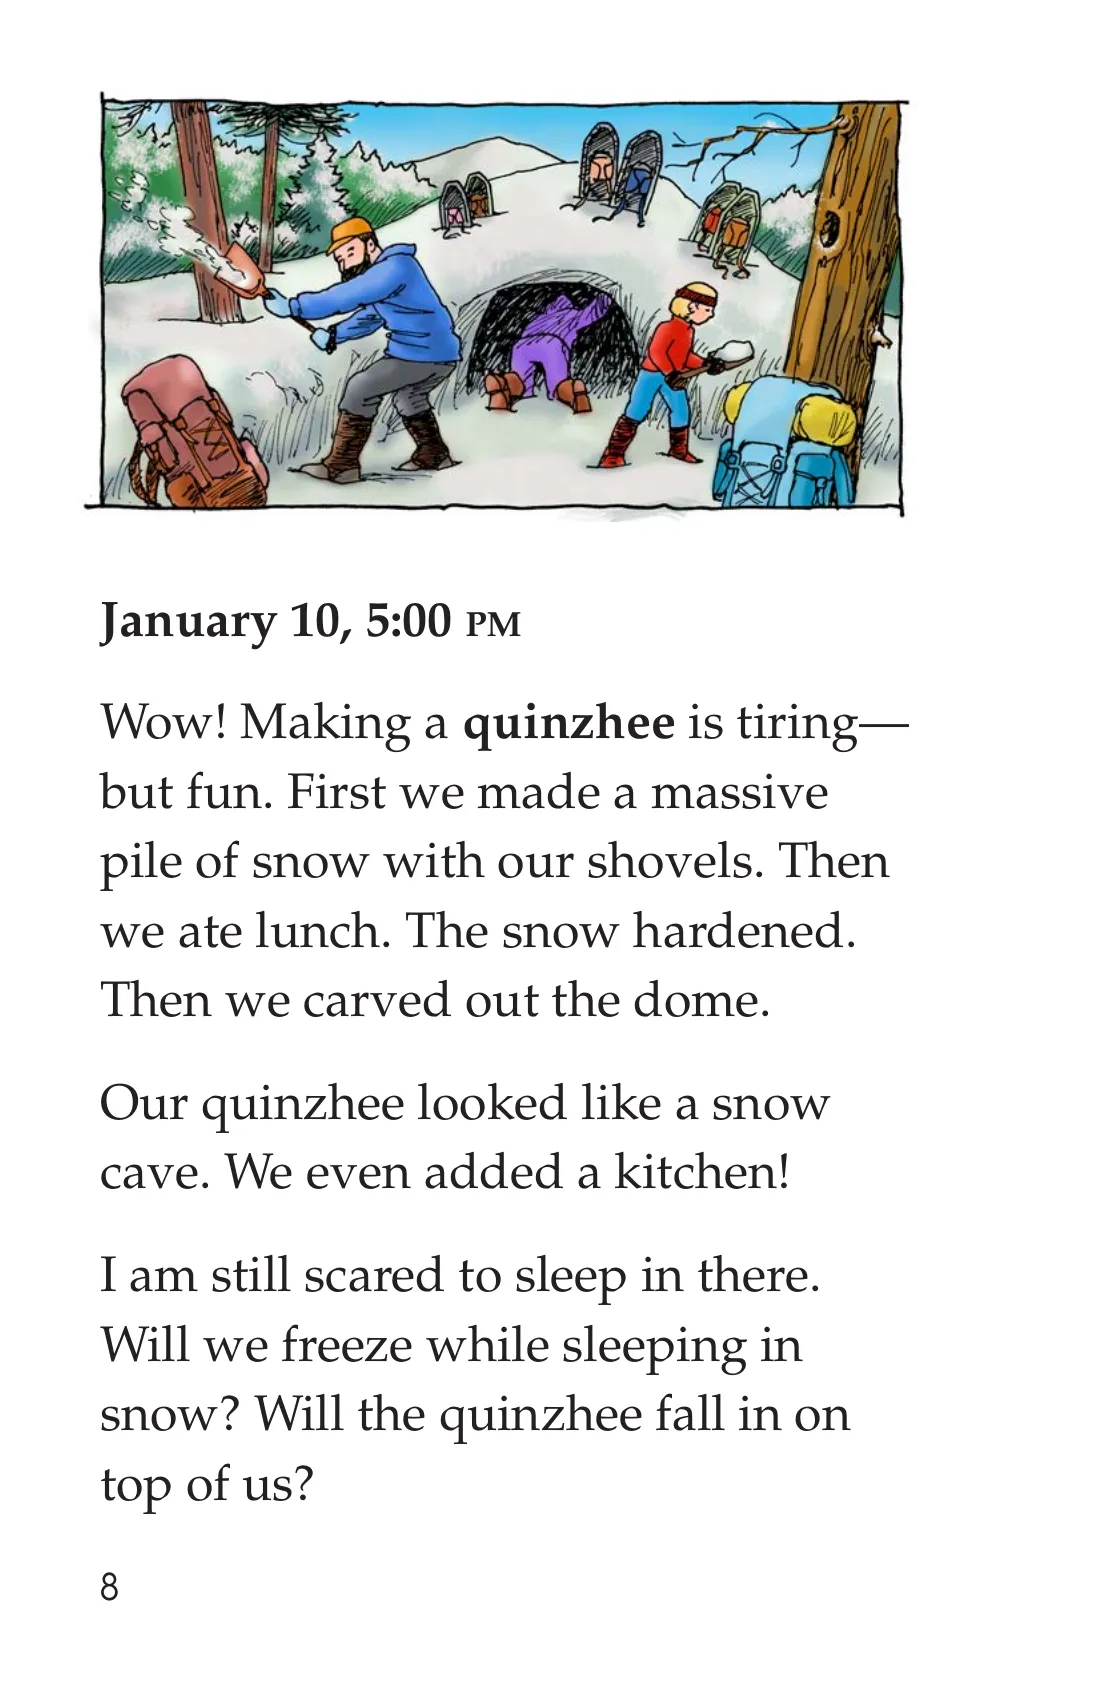 January 10, 5:00 PM
Wow! Making a quinzhee is tiring—
but fun. First we made a massive
pile of snow with our shovels. Then
we ate lunch. The snow hardened.
Then we carved out the dome.
Our quinzhee looked like a snow
cave. We even added a kitchen!
I am still scared to sleep in there.
Will we freeze while sleeping in
snow? Will the quinzhee fall in on
top of us?
8